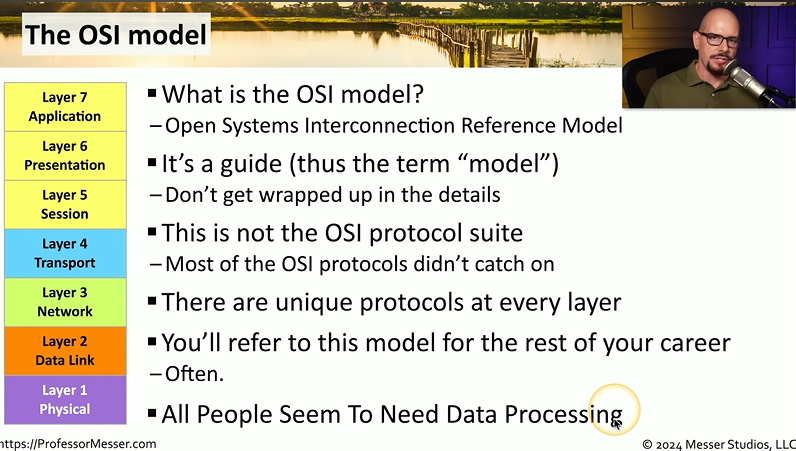 The OSI model
Layer 7
Application
Layer 6
Presentation
Layer 5
Session
Layer 4
Transport
Layer 3
Network
Layer 2
Data Link
Layer 1
Physical
▪What is the OSI model?
–Open Systems Interconnection Reference Model
▪It’s a guide (thus the term “model”)
–Don’t get wrapped up in the details
▪This is not the OSI protocol suite
–Most of the OSI protocols didn’t catch on
▪There are unique protocols at every layer
▪You’ll refer to this model for the rest of your career
–Often.
▪All People Seem To Need Data Processing
https://ProfessorMesser.com
© 2024 Messer Studios, LLC